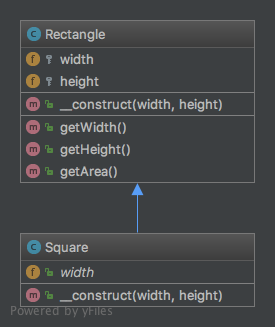 C Rectangle
f width
f height
m __construct(width, height)
m getWidth()
m getHeight()
m getArea()
C Square
f width
m __construct(width, height)
Powered by yFiles